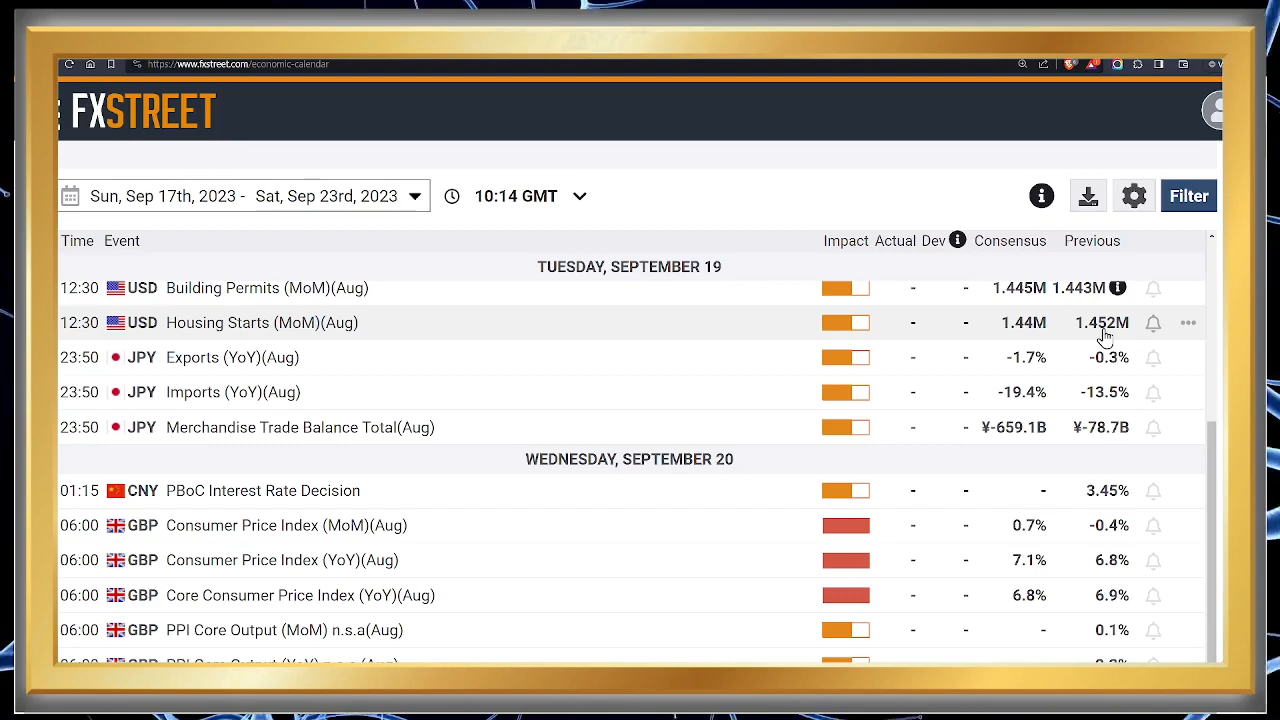 https://www.fxstreet.com/economic-calendar
FXSTREET
Sun, Sep 17th, 2023 - Sat, Sep 23rd, 2023 10:14 GMT Filter
Time Event Impact Actual Dev Consensus Previous
TUESDAY, SEPTEMBER 19
12:30 USD Building Permits (MoM)(Aug) - - 1.445M 1.443M
12:30 USD Housing Starts (MoM)(Aug) - - 1.44M 1.452M
23:50 JPY Exports (YoY)(Aug) - - -1.7% -0.3%
23:50 JPY Imports (YoY)(Aug) - - -19.4% -13.5%
23:50 JPY Merchandise Trade Balance Total(Aug) - - ¥-659.1B ¥-78.7B
WEDNESDAY, SEPTEMBER 20
01:15 CNY PBoC Interest Rate Decision - - - 3.45%
06:00 GBP Consumer Price Index (MoM)(Aug) - - 0.7% -0.4%
06:00 GBP Consumer Price Index (YoY)(Aug) - - 7.1% 6.8%
06:00 GBP Core Consumer Price Index (YoY)(Aug) - - 6.8% 6.9%
06:00 GBP PPI Core Output (MoM) n.s.a(Aug) - - - 0.1%